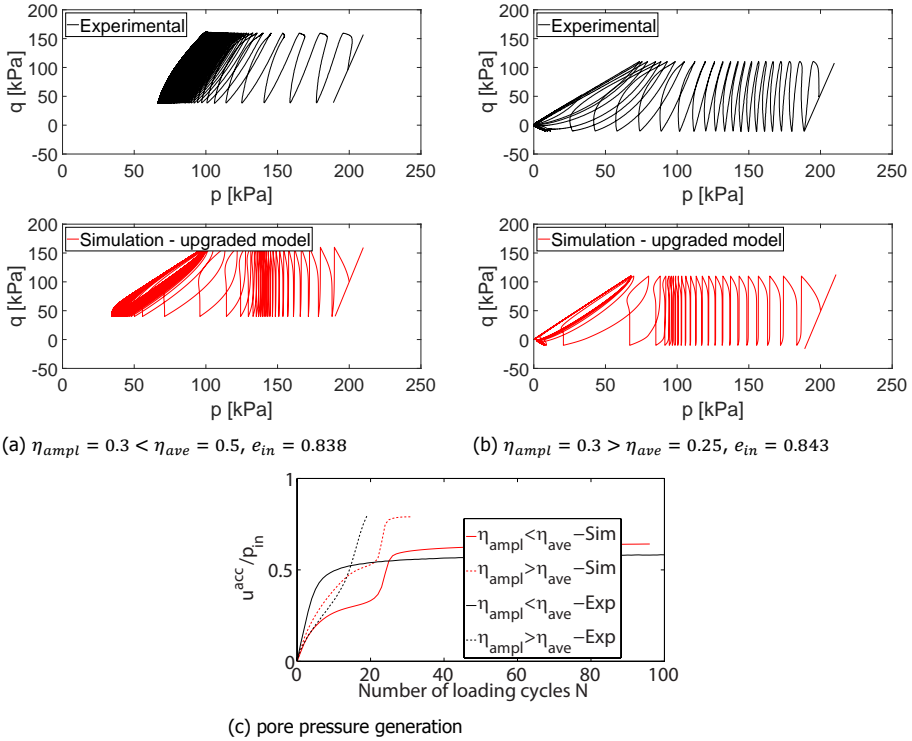 Experimental
q [kPa]
200
150
100
50
0
-50
0 50 100 150 200 250
p [kPa]
Experimental
q [kPa]
200
150
100
50
0
-50
0 50 100 150 200 250
p [kPa]
Simulation - upgraded model
q [kPa]
200
150
100
50
0
-50
0 50 100 150 200 250
p [kPa]
Simulation - upgraded model
q [kPa]
200
150
100
50
0
-50
0 50 100 150 200 250
p [kPa]
(a) η_ampl = 0.3 < η_ave = 0.5, e_in = 0.838
(b) η_ampl = 0.3 > η_ave = 0.25, e_in = 0.843
u^acc/p_in
1
0.5
0
η_ampl<η_ave−Sim
η_ampl>η_ave−Sim
η_ampl<η_ave−Exp
η_ampl>η_ave−Exp
0 20 40 60 80 100
Number of loading cycles N
(c) pore pressure generation